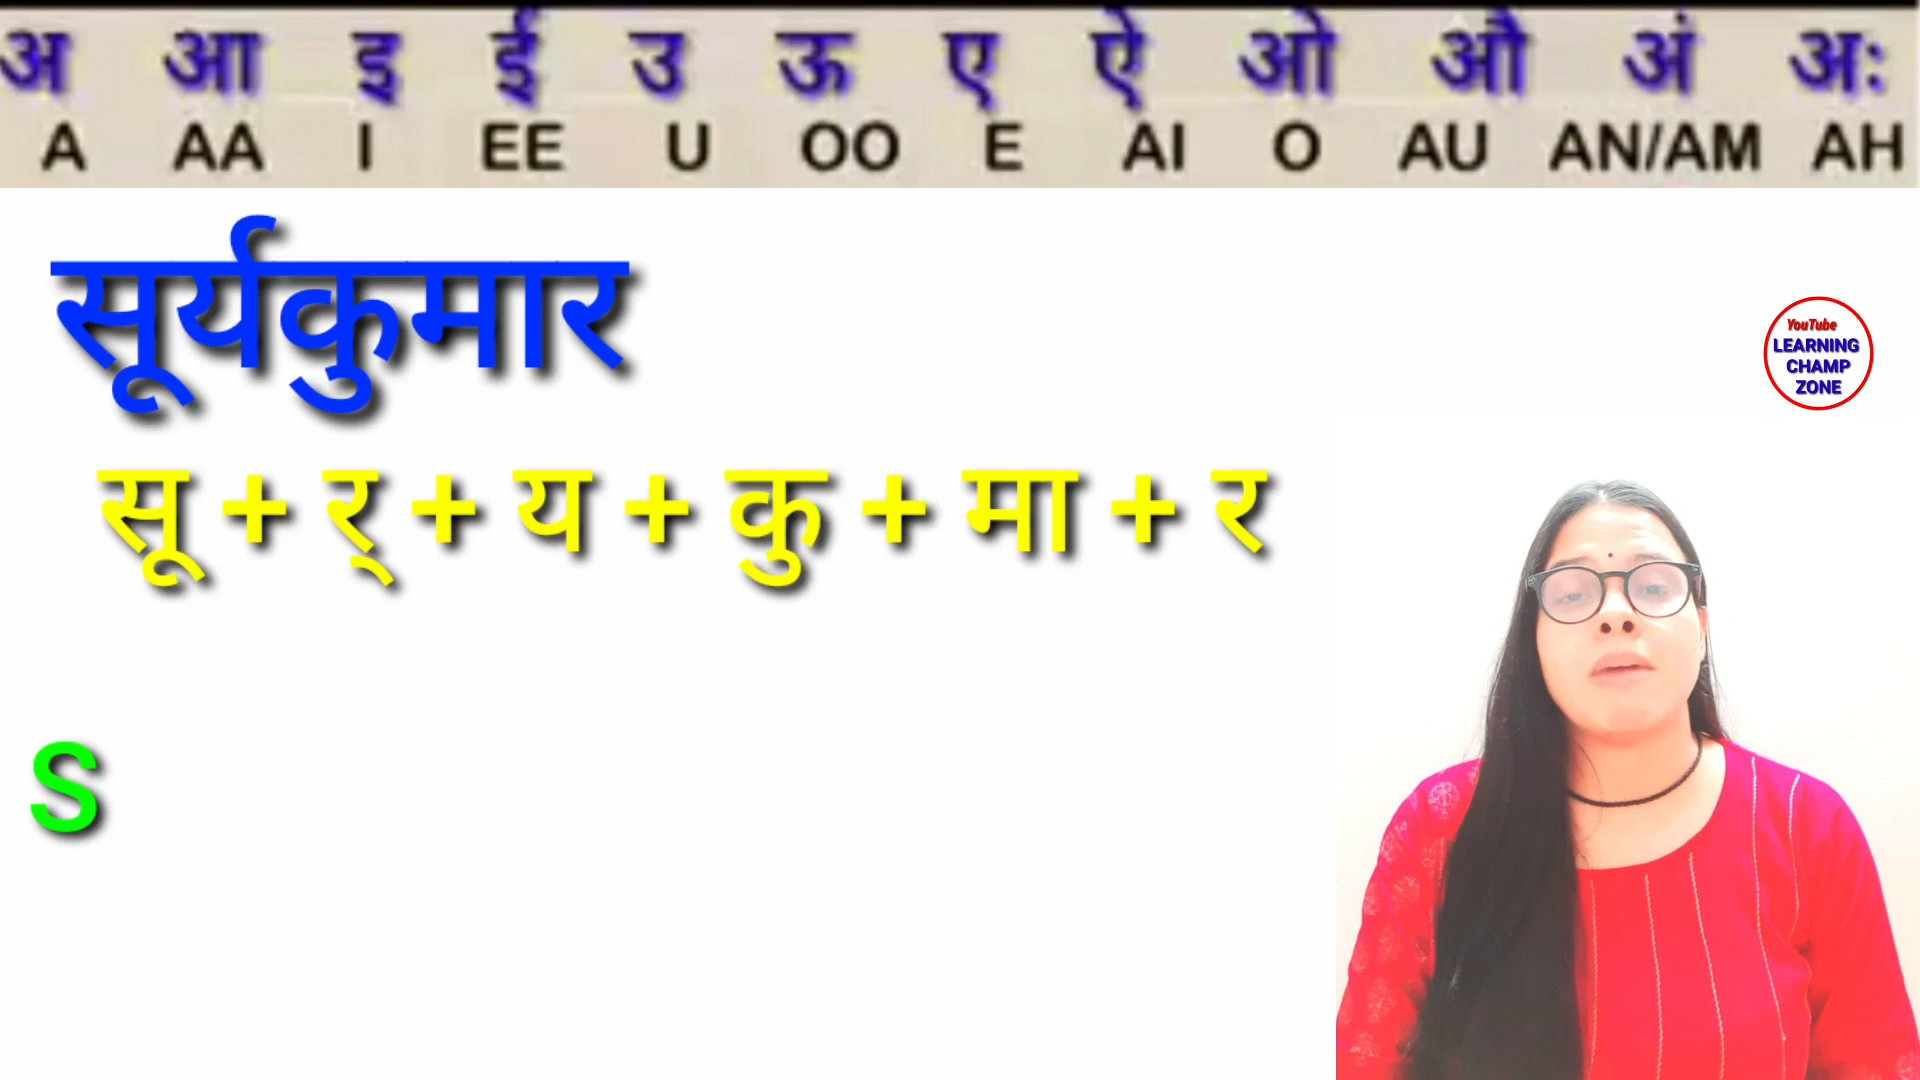 अ आ इ ई उ ऊ ए ऐ ओ औ अं अः
A AA I EE U OO E AI O AU AN/AM AH
सूर्यकुमार
YouTube
LEARNING
CHAMP
ZONE
सू + र् + य + कु + मा + र
S